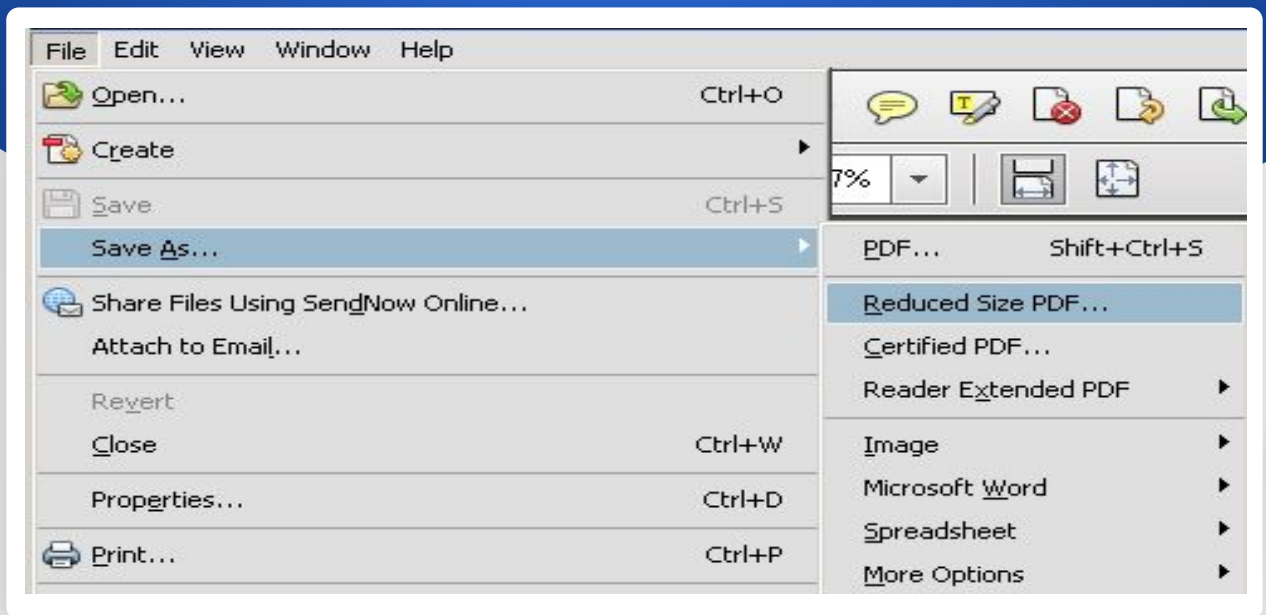 File Edit View Window Help
Open... Ctrl+O
Create
7%
Save Ctrl+S
Save As...
PDF... Shift+Ctrl+S
Share Files Using SendNow Online...
Reduced Size PDF...
Attach to Email...
Certified PDF...
Revert
Reader Extended PDF
Close Ctrl+W
Image
Properties... Ctrl+D
Microsoft Word
Spreadsheet
Print... Ctrl+P
More Options